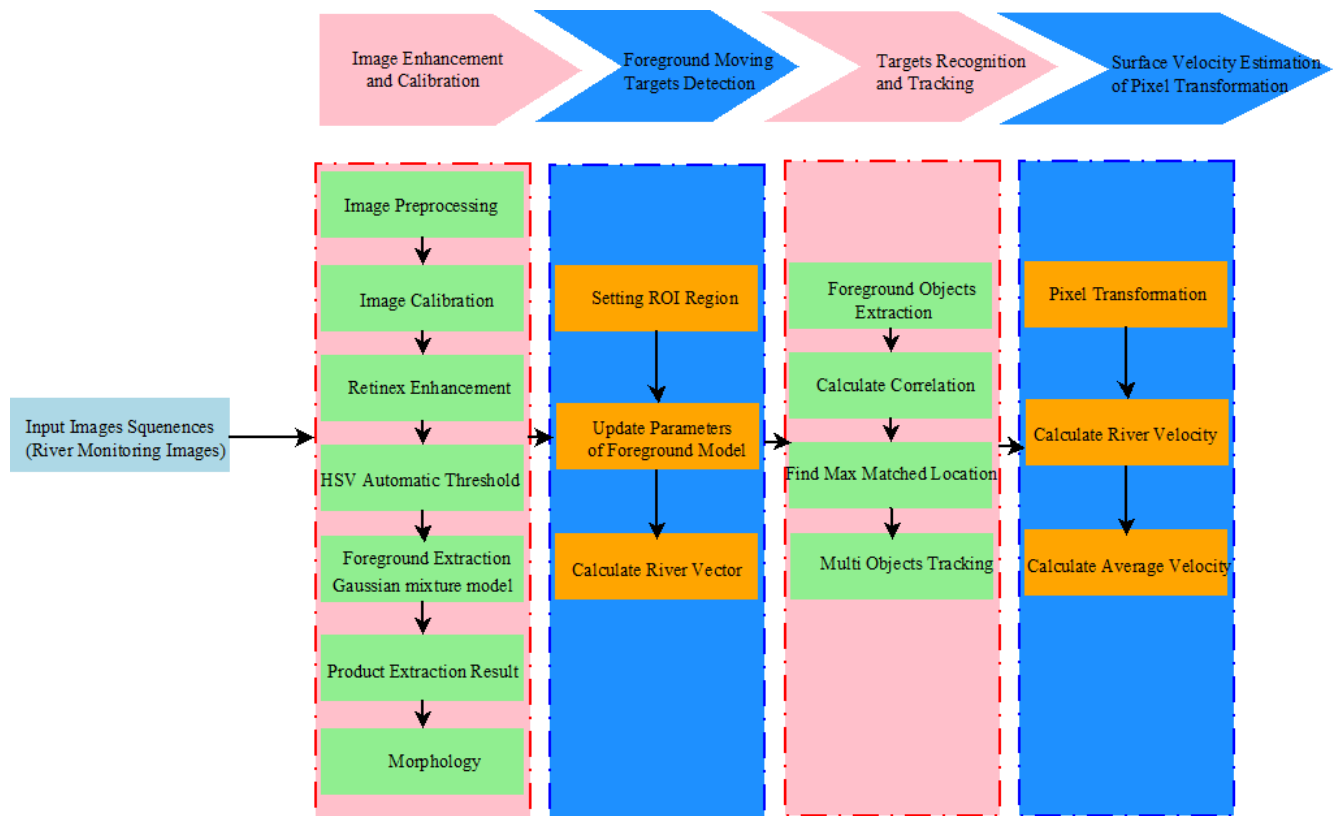 Image Enhancement
and Calibration
Foreground Moving
Targets Detection
Targets Recognition
and Tracking
Surface Velocity Estimation
of Pixel Transformation
Input Images Squenences
(River Monitoring Images)
Image Preprocessing
Image Calibration
Retinex Enhancement
HSV Automatic Threshold
Foreground Extraction
Gaussian mixture model
Product Extraction Result
Morphology
Setting ROI Region
Update Parameters
of Foreground Model
Calculate River Vector
Foreground Objects
Extraction
Calculate Correlation
Find Max Matched Location
Multi Objects Tracking
Pixel Transformation
Calculate River Velocity
Calculate Average Velocity